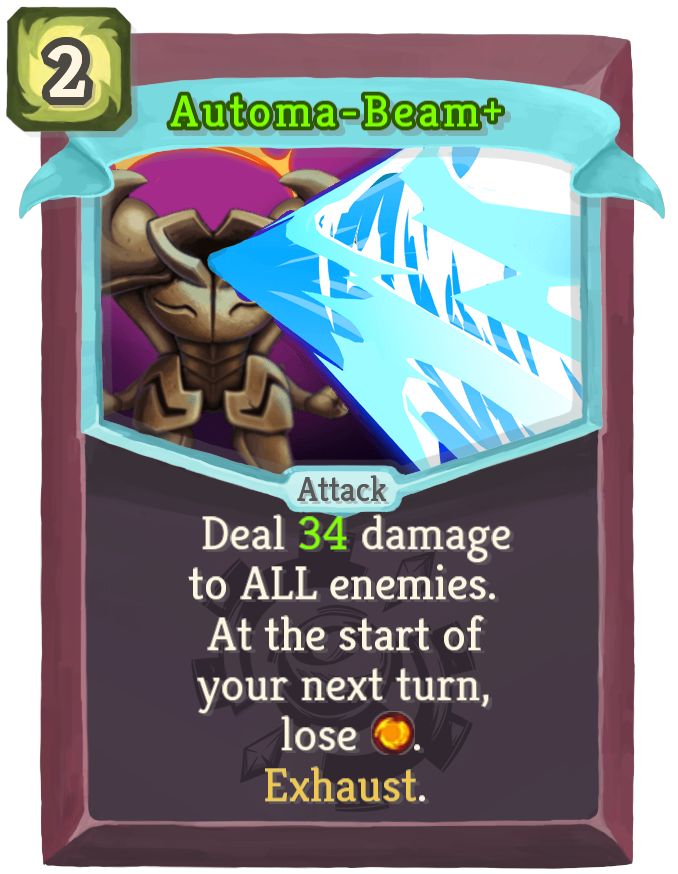 2
Automa-Beam+
Attack
Deal 34 damage
to ALL enemies.
At the start of
your next turn,
lose .
Exhaust.